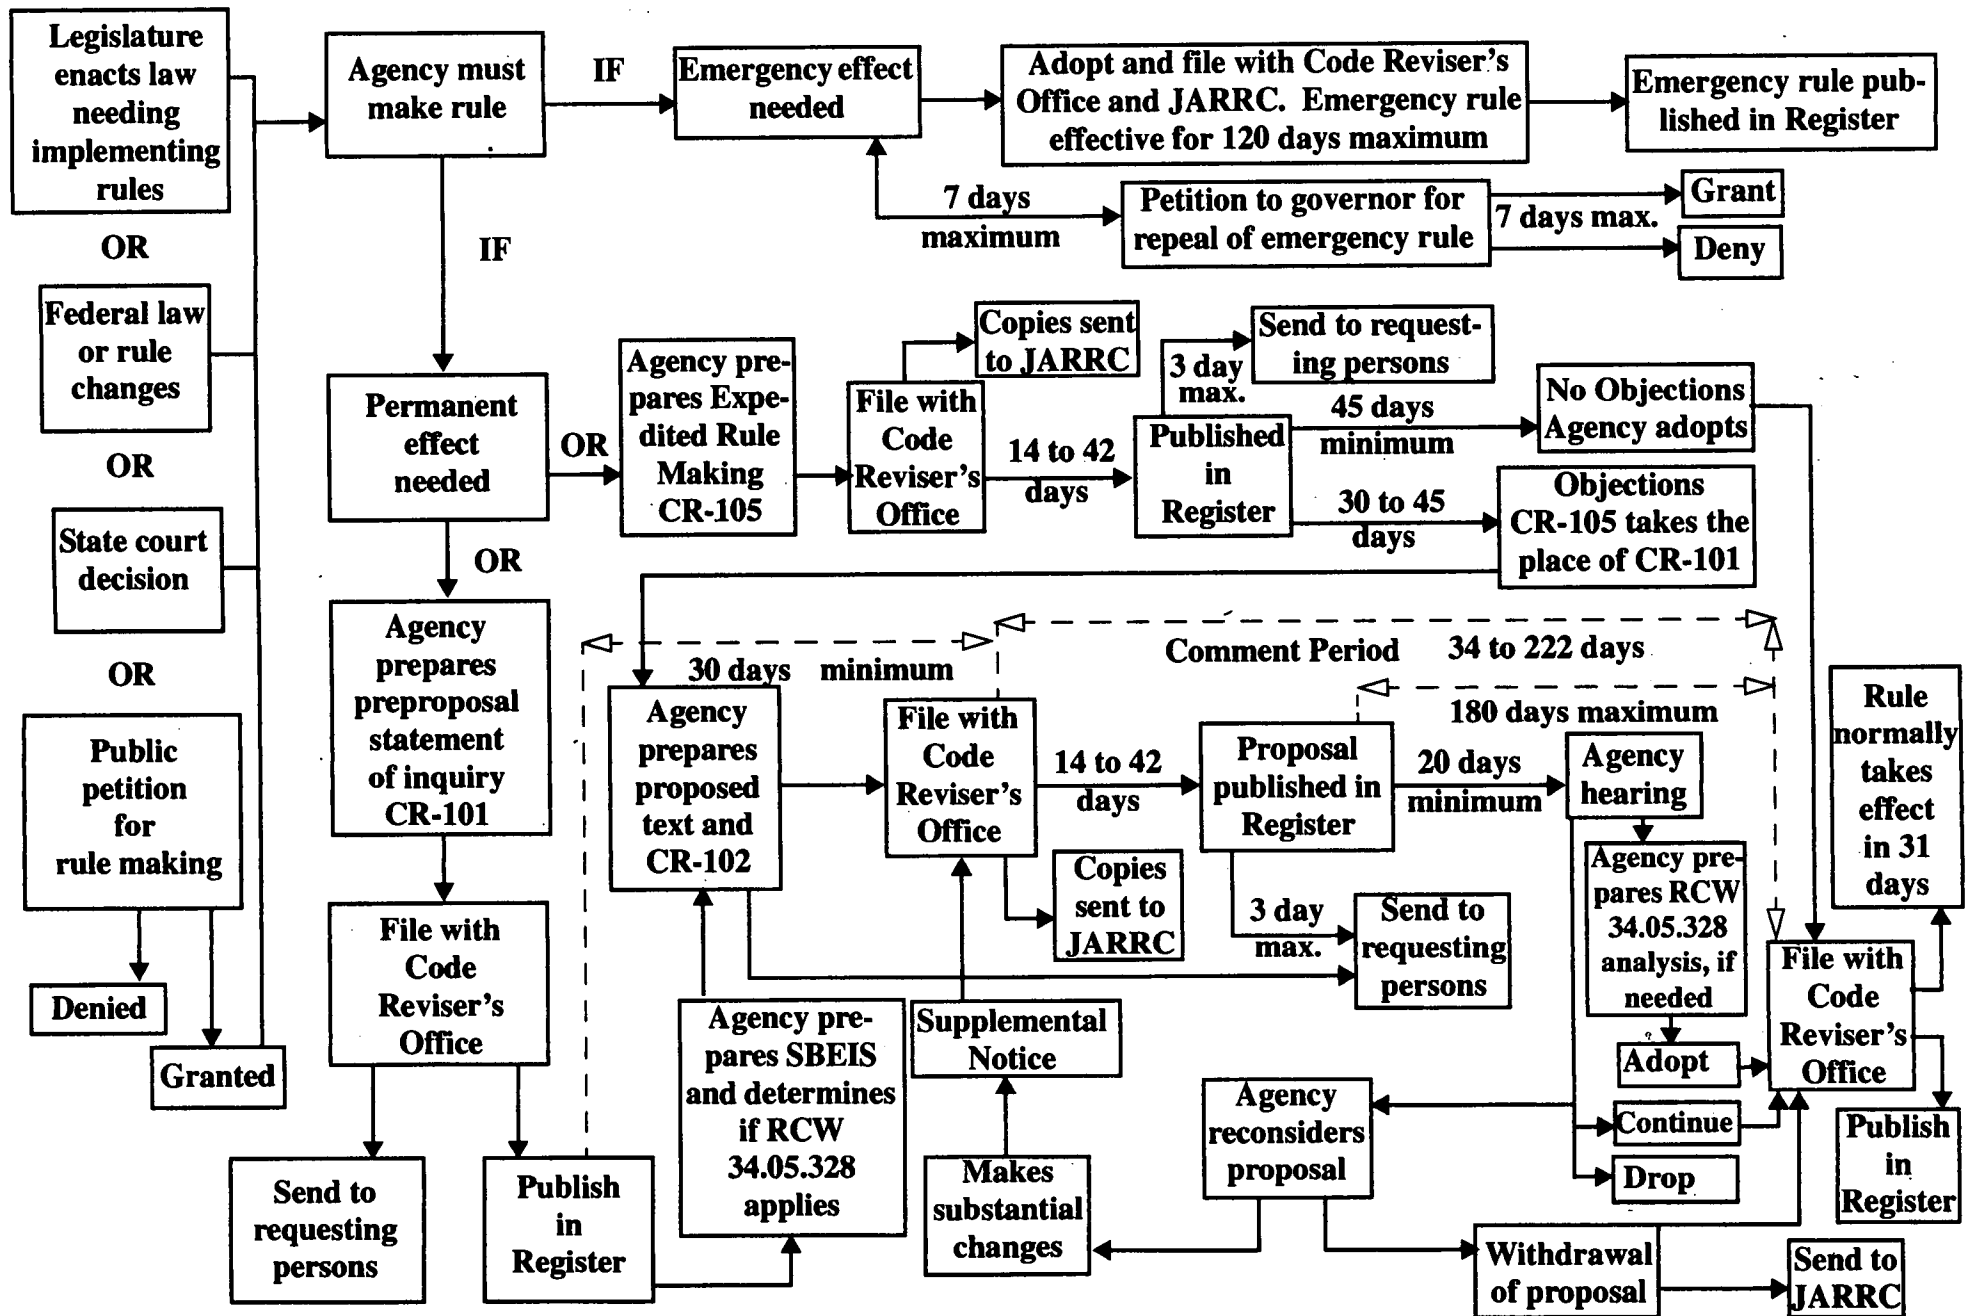 Legislature
enacts law
needing
implementing
rules
OR
Federal law
or rule
changes
OR
State court
decision
OR
Public
petition
for
rule making
Denied
Granted
Agency must
make rule
IF
Emergency effect
needed
Adopt and file with Code Reviser's
Office and JARRC. Emergency rule
effective for 120 days maximum
Emergency rule pub-
lished in Register
7 days
maximum
Petition to governor for
repeal of emergency rule
7 days max.
Grant
Deny
IF
Permanent
effect
needed
OR
Agency pre-
pares Expe-
dited Rule
Making
CR-105
File with
Code
Reviser's
Office
Copies sent
to JARRC
14 to 42
days
Published
in
Register
3 day
max.
Send to request-
ing persons
45 days
minimum
No Objections
Agency adopts
30 to 45
days
Objections
CR-105 takes the
place of CR-101
OR
Agency
prepares
preproposal
statement
of inquiry
CR-101
File with
Code
Reviser's
Office
Send to
requesting
persons
Publish
in
Register
30 days minimum
Comment Period 34 to 222 days
180 days maximum
Agency
prepares
proposed
text and
CR-102
File with
Code
Reviser's
Office
14 to 42
days
Proposal
published in
Register
20 days
minimum
Agency
hearing
Copies
sent to
JARRC
3 day
max.
Send to
requesting
persons
Agency pre-
pares RCW
34.05.328
analysis, if
needed
Adopt
Continue
Drop
File with
Code
Reviser's
Office
Rule
normally
takes
effect
in 31
days
Publish
in
Register
Agency pre-
pares SBEIS
and determines
if RCW
34.05.328
applies
Supplemental
Notice
Makes
substantial
changes
Agency
reconsiders
proposal
Withdrawal
of proposal
Send to
JARRC